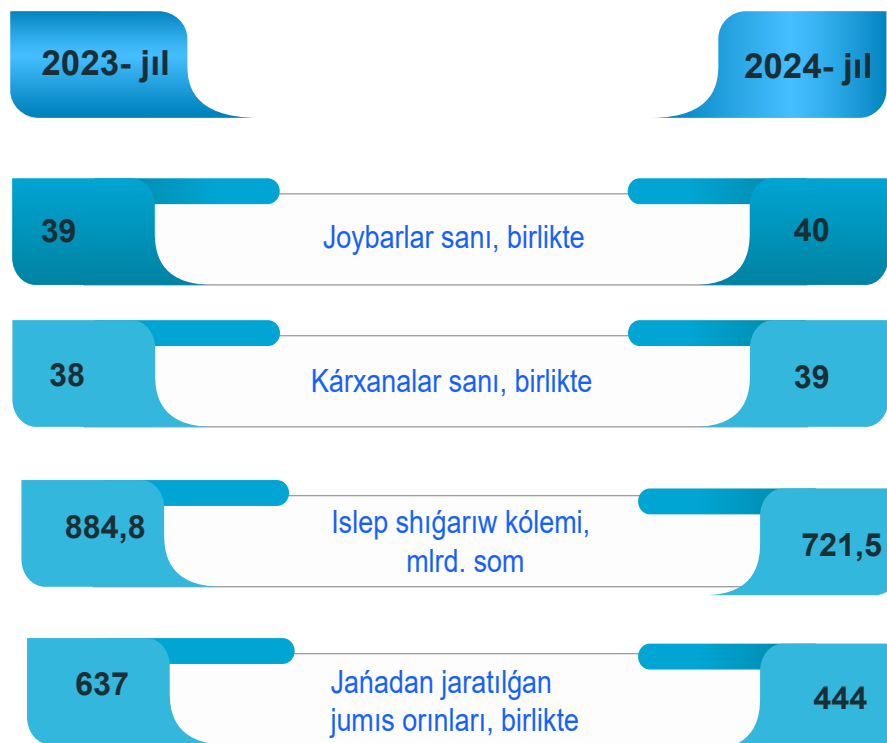 2023- jıl
2024- jıl
39
Joybarlar sanı, birlikte
40
38
Kárxanalar sanı, birlikte
39
884,8
Islep shıǵarıw kólemi,
mlrd. som
721,5
637
Jańadan jaratılǵan
jumıs orınları, birlikte
444